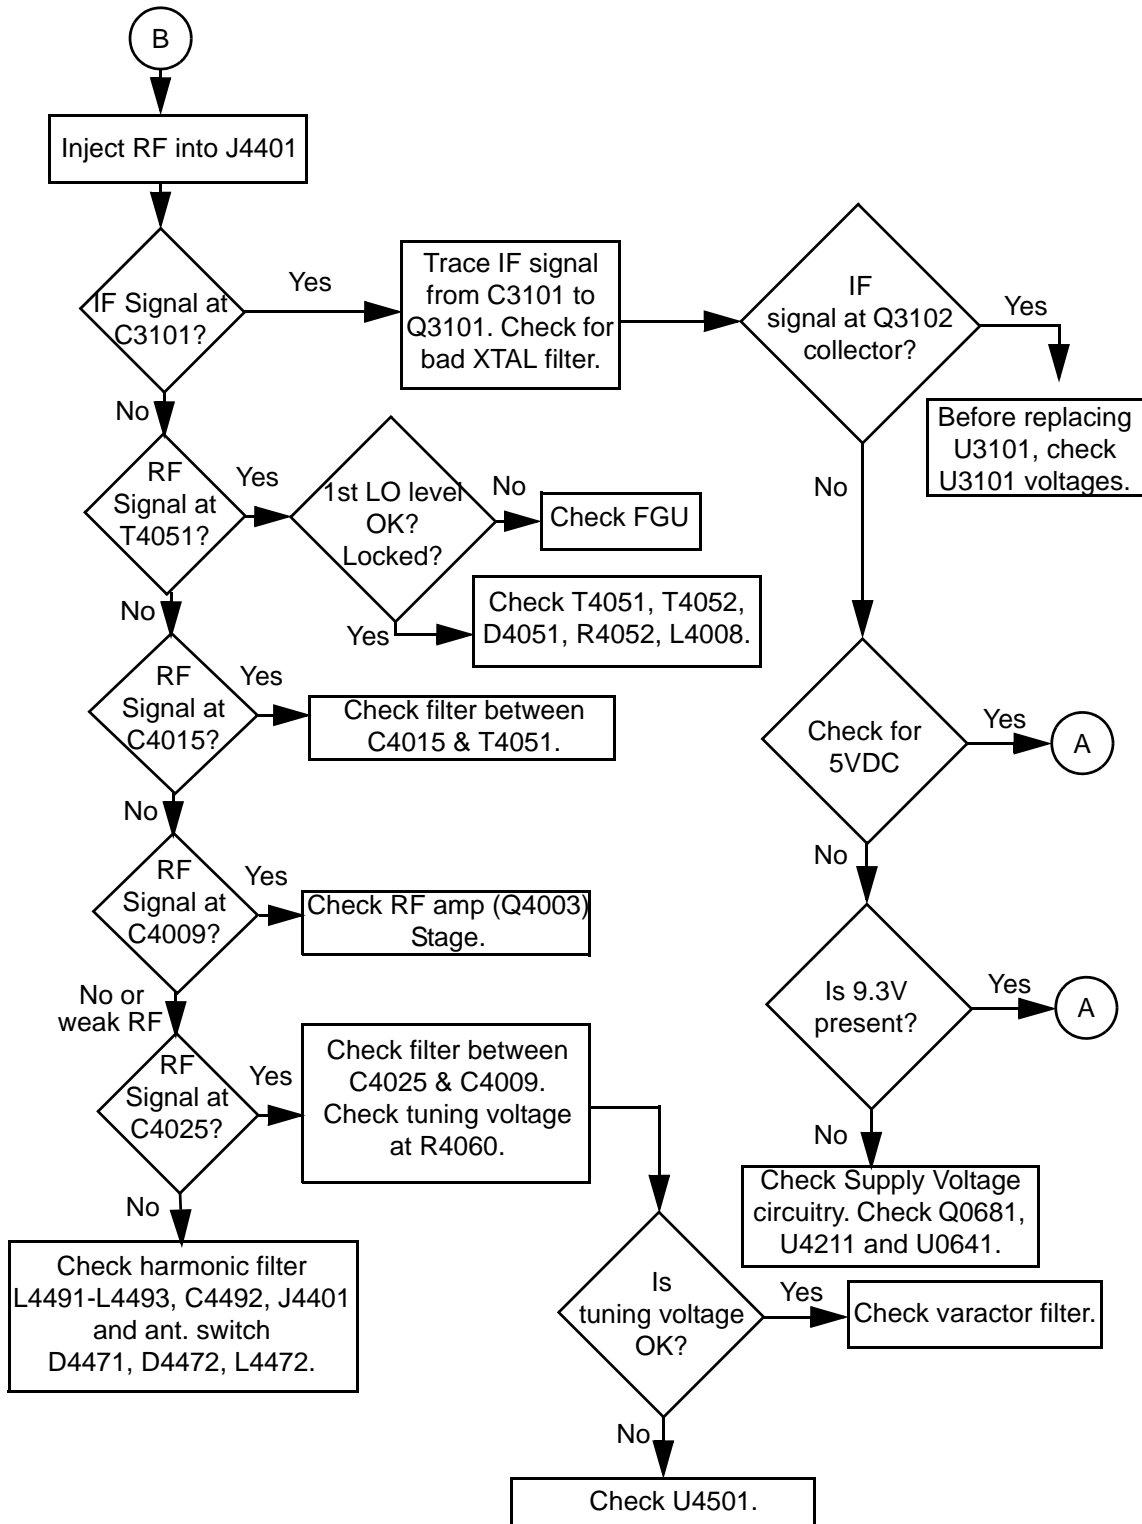 B
Inject RF into J4401
IF Signal at
C3101?
Yes
Trace IF signal
from C3101 to
Q3101. Check for
bad XTAL filter.
IF
signal at Q3102
collector?
Yes
Before replacing
U3101, check
U3101 voltages.
No
No
RF
Signal at
T4051?
Yes
1st LO level
OK?
Locked?
No
Check FGU
Yes
Check T4051, T4052,
D4051, R4052, L4008.
No
RF
Signal at
C4015?
Yes
Check filter between
C4015 & T4051.
Check for
5VDC
Yes
A
No
No
RF
Signal at
C4009?
Yes
Check RF amp (Q4003)
Stage.
Is 9.3V
present?
Yes
A
No
Check Supply Voltage
circuitry. Check Q0681,
U4211 and U0641.
No or
weak RF
RF
Signal at
C4025?
Yes
Check filter between
C4025 & C4009.
Check tuning voltage
at R4060.
No
Check harmonic filter
L4491-L4493, C4492, J4401
and ant. switch
D4471, D4472, L4472.
Is
tuning voltage
OK?
Yes
Check varactor filter.
No
Check U4501.